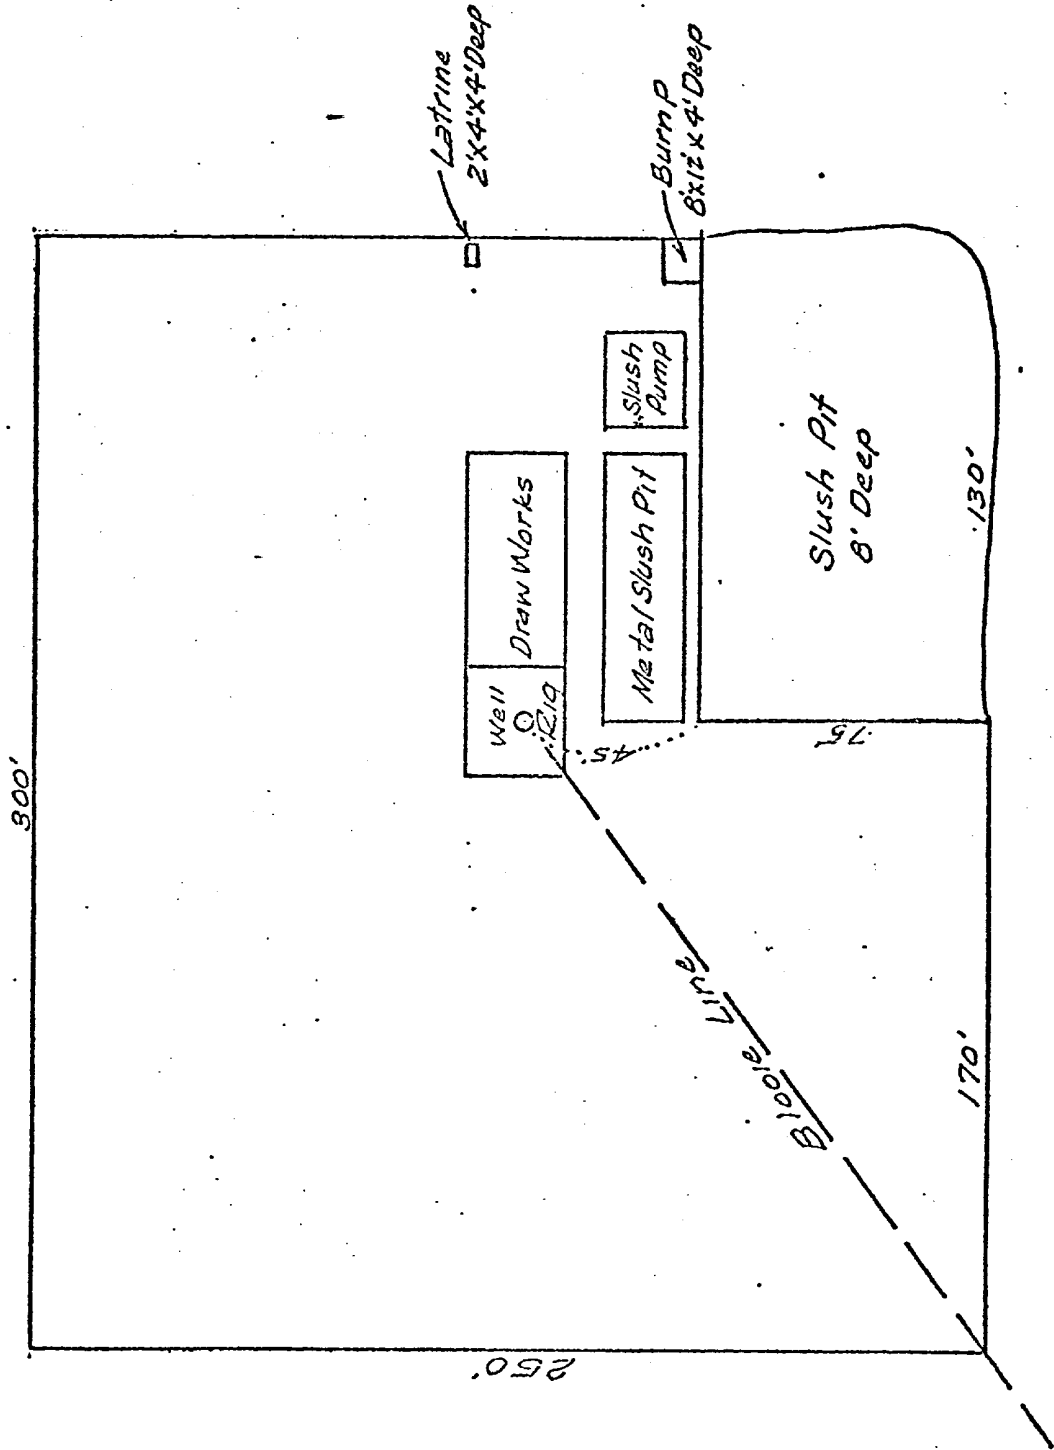 300'
Latrine
2'x4'x4' Deep
Burn P
8'x12'x4' Deep
Well
Rig
Draw Works
Slush
Pump
Metal Slush Pit
45'
75'
Slush Pit
8' Deep
130'
Blooie Line
170'
250'